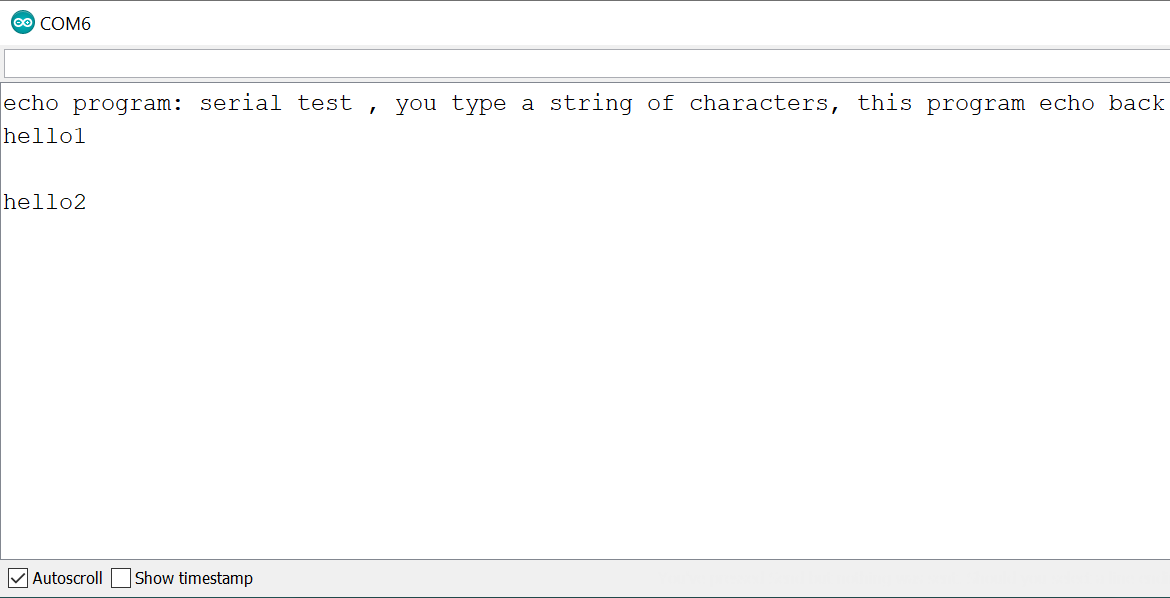 COM6
echo program: serial test , you type a string of characters, this program echo back
hello1
hello2
Autoscroll Show timestamp